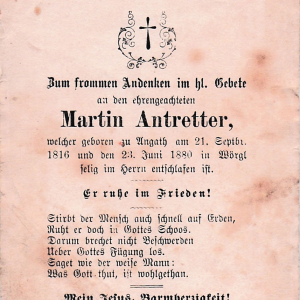 Zum frommen Andenken im hl. Gebete
an den ehrengeachteten
Martin Antretter,
welcher geboren zu Angath am 21. Septbr.
1816 und den 23. Juni 1880 in Wörgl
selig im Herrn entschlafen ist.
Er ruhe im Frieden!
Stirbt der Mensch auch schnell auf Erden,
Ruht er doch in Gottes Schoos.
Darum brechet nicht Beschwerden
Ueber Gottes Fügung los.
Saget wie der weise Mann:
Was Gott thut, ist wohlgethan.
Mein Jesus, Barmherzigkeit!